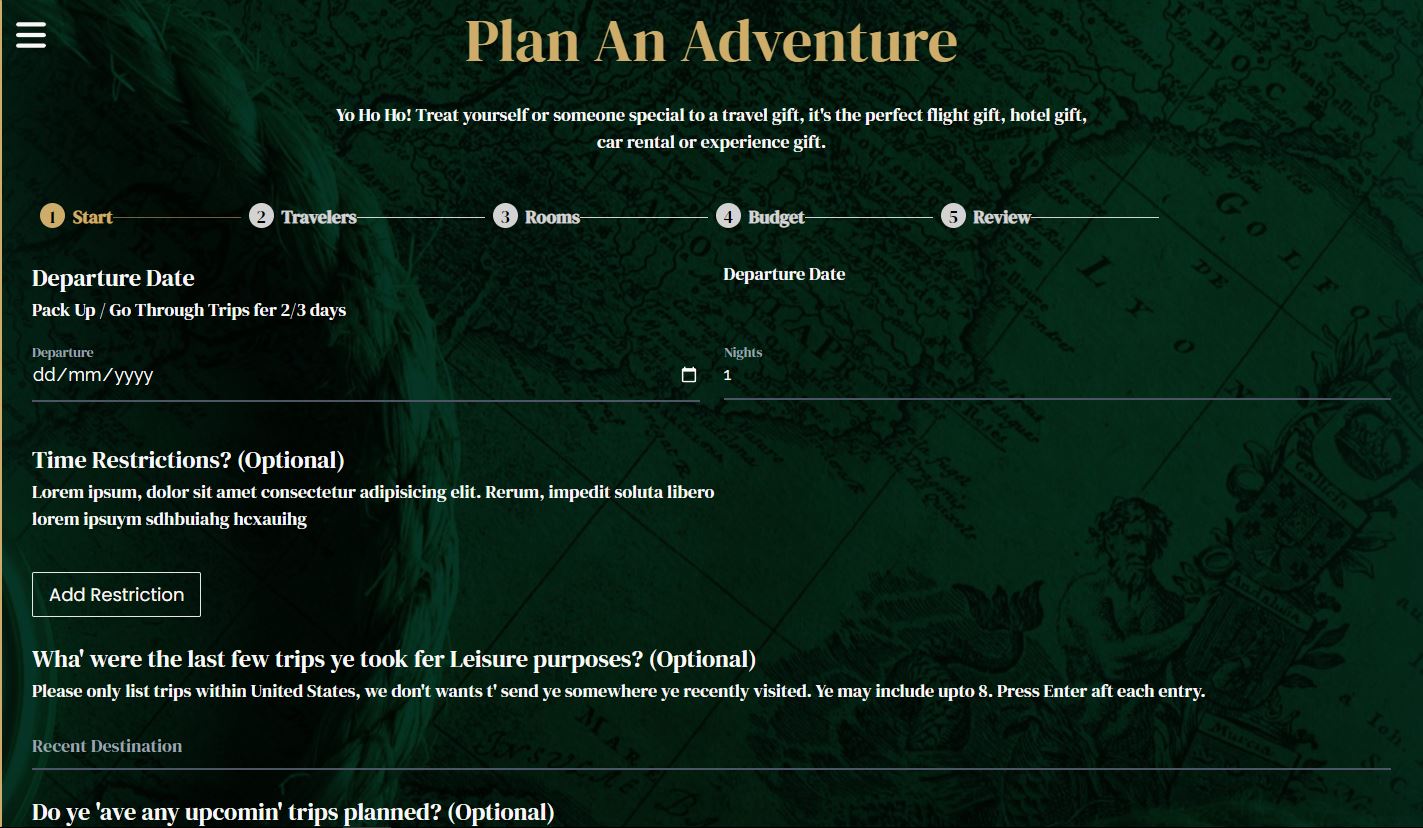 Plan An Adventure
Yo Ho Ho! Treat yourself or someone special to a travel gift, it's the perfect flight gift, hotel gift,
car rental or experience gift.
1 Start 2 Travelers 3 Rooms 4 Budget 5 Review
Departure Date
Pack Up / Go Through Trips fer 2/3 days
Departure
dd/mm/yyyy
Departure Date
Nights
1
Time Restrictions? (Optional)
Lorem ipsum, dolor sit amet consectetur adipisicing elit. Rerum, impedit soluta libero
lorem ipsuym sdhbuiahg hcxauihg
Add Restriction
Wha' were the last few trips ye took fer Leisure purposes? (Optional)
Please only list trips within United States, we don't wants t' send ye somewhere ye recently visited. Ye may include upto 8. Press Enter aft each entry.
Recent Destination
Do ye 'ave any upcomin' trips planned? (Optional)